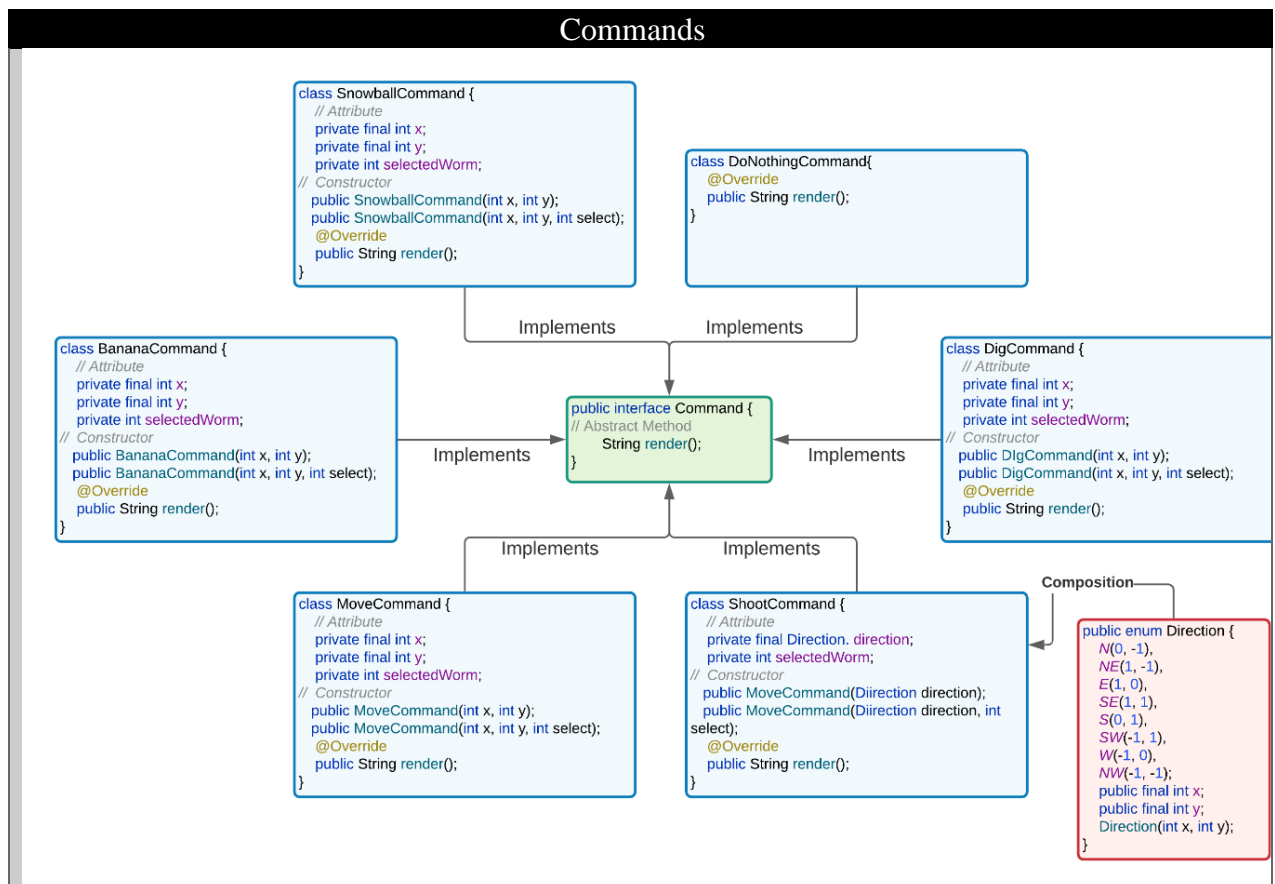 Commands
class SnowballCommand {
// Attribute
private final int x;
private final int y;
private int selectedWorm;
// Constructor
public SnowballCommand(int x, int y);
public SnowballCommand(int x, int y, int select);
@Override
public String render();
}
class DoNothingCommand{
@Override
public String render();
}
Implements
Implements
class BananaCommand {
// Attribute
private final int x;
private final int y;
private int selectedWorm;
// Constructor
public BananaCommand(int x, int y);
public BananaCommand(int x, int y, int select);
@Override
public String render();
}
Implements
public interface Command {
// Abstract Method
String render();
}
Implements
class DigCommand {
// Attribute
private final int x;
private final int y;
private int selectedWorm;
// Constructor
public DIgCommand(int x, int y);
public DigCommand(int x, int y, int select);
@Override
public String render();
}
Implements
Implements
class MoveCommand {
// Attribute
private final int x;
private final int y;
private int selectedWorm;
// Constructor
public MoveCommand(int x, int y);
public MoveCommand(int x, int y, int select);
@Override
public String render();
}
class ShootCommand {
// Attribute
private final Direction. direction;
private int selectedWorm;
// Constructor
public MoveCommand(Diirection direction);
public MoveCommand(Diirection direction, int
select);
@Override
public String render();
}
Composition
public enum Direction {
N(0, -1),
NE(1, -1),
E(1, 0),
SE(1, 1),
S(0, 1),
SW(-1, 1),
W(-1, 0),
NW(-1, -1);
public final int x;
public final int y;
Direction(int x, int y);
}